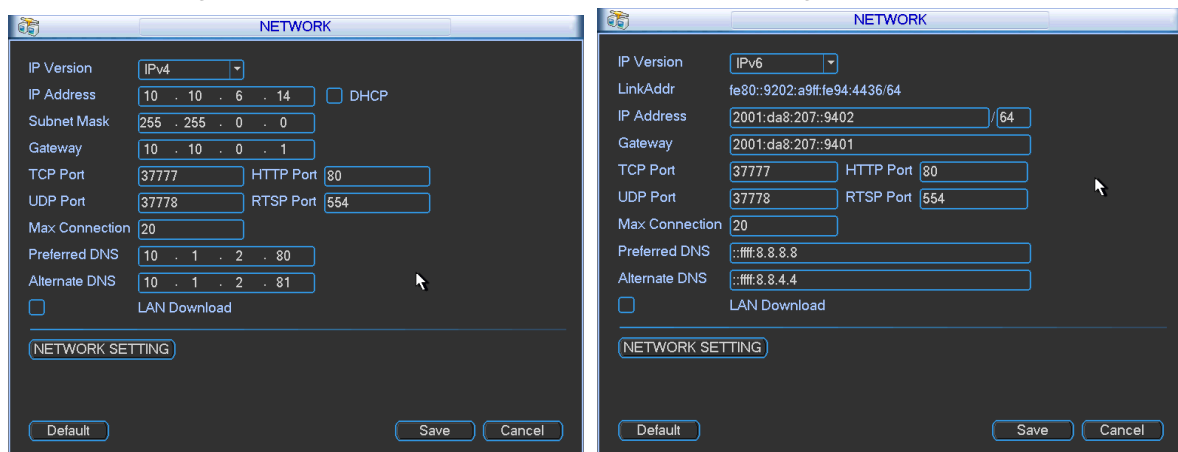 NETWORK
IP Version IPv4
IP Address 10 . 10 . 6 . 14 DHCP
Subnet Mask 255 . 255 . 0 . 0
Gateway 10 . 10 . 0 . 1
TCP Port 37777 HTTP Port 80
UDP Port 37778 RTSP Port 554
Max Connection 20
Preferred DNS 10 . 1 . 2 . 80
Alternate DNS 10 . 1 . 2 . 81
LAN Download
NETWORK SETTING
Default Save Cancel
NETWORK
IP Version IPv6
LinkAddr fe80::9202:a9ff:fe94:4436/64
IP Address 2001:da8:207::9402 / 64
Gateway 2001:da8:207::9401
TCP Port 37777 HTTP Port 80
UDP Port 37778 RTSP Port 554
Max Connection 20
Preferred DNS ::ffff:8.8.8.8
Alternate DNS ::ffff:8.8.4.4
LAN Download
NETWORK SETTING
Default Save Cancel